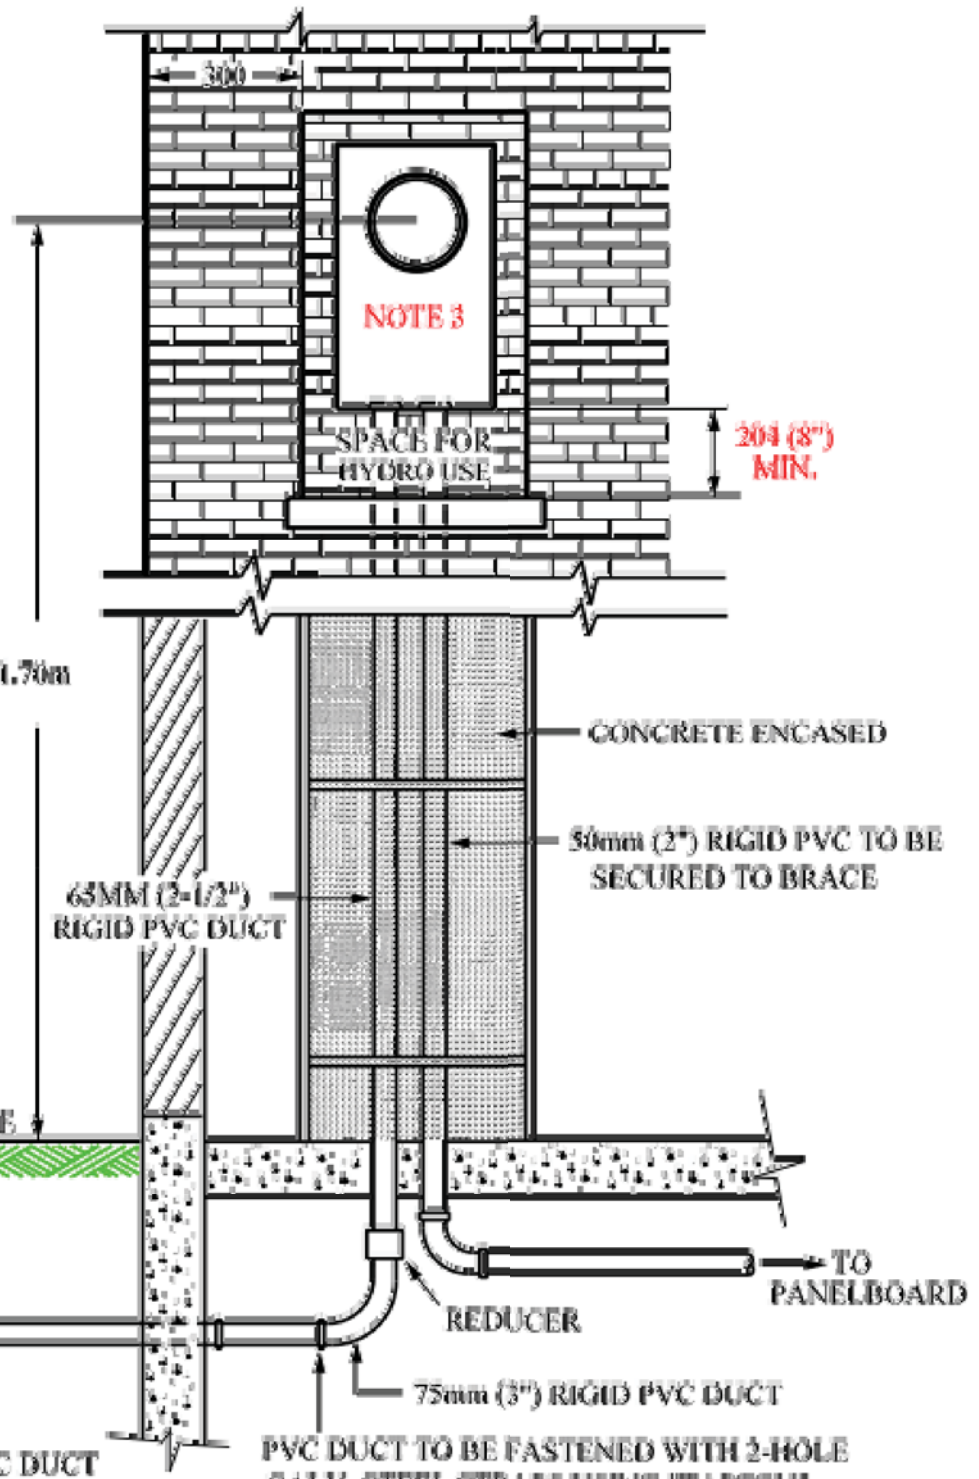 300
NOTE 3
SPACE FOR
HYDRO USE
204 (8")
MIN.
1.70m
CONCRETE ENCASED
50mm (2") RIGID PVC TO BE
SECURED TO BRACE
65MM (2-1/2")
RIGID PVC DUCT
E
TO
PANELBOARD
REDUCER
75mm (3") RIGID PVC DUCT
C DUCT
PVC DUCT TO BE FASTENED WITH 2-HOLE